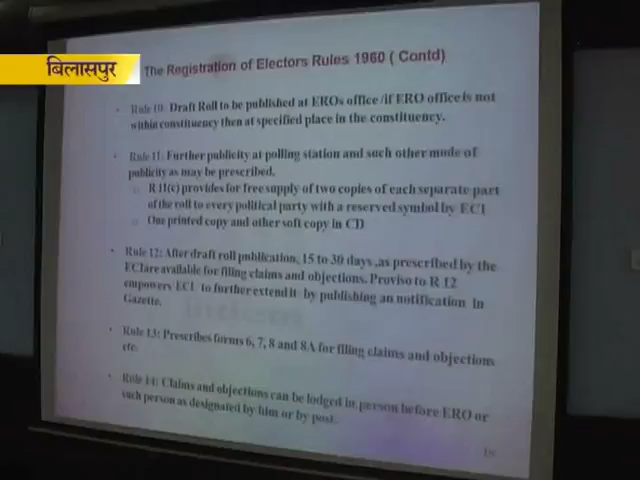 बिलासपुर
The Registration of Electors Rules 1960 ( Contd)
• Rule 10: Draft Roll to be published at EROs office /if ERO office is not
within constituency then at specified place in the constituency.
• Rule 11: Further publicity at polling station and such other mode of
publicity as may be prescribed.
o R 11(c) provides for free supply of two copies of each separate part
of the roll to every political party with a reserved symbol by ECI
o One printed copy and other soft copy in CD
• Rule 12: After draft roll publication, 15 to 30 days ,as prescribed by the
ECI are available for filing claims and objections. Proviso to R 12
empowers ECI to further extend it by publishing an notification in
Gazette.
• Rule 13: Prescribes forms 6, 7, 8 and 8A for filing claims and objections
etc.
• Rule 14: Claims and objections can be lodged in person before ERO or
such person as designated by him or by post.